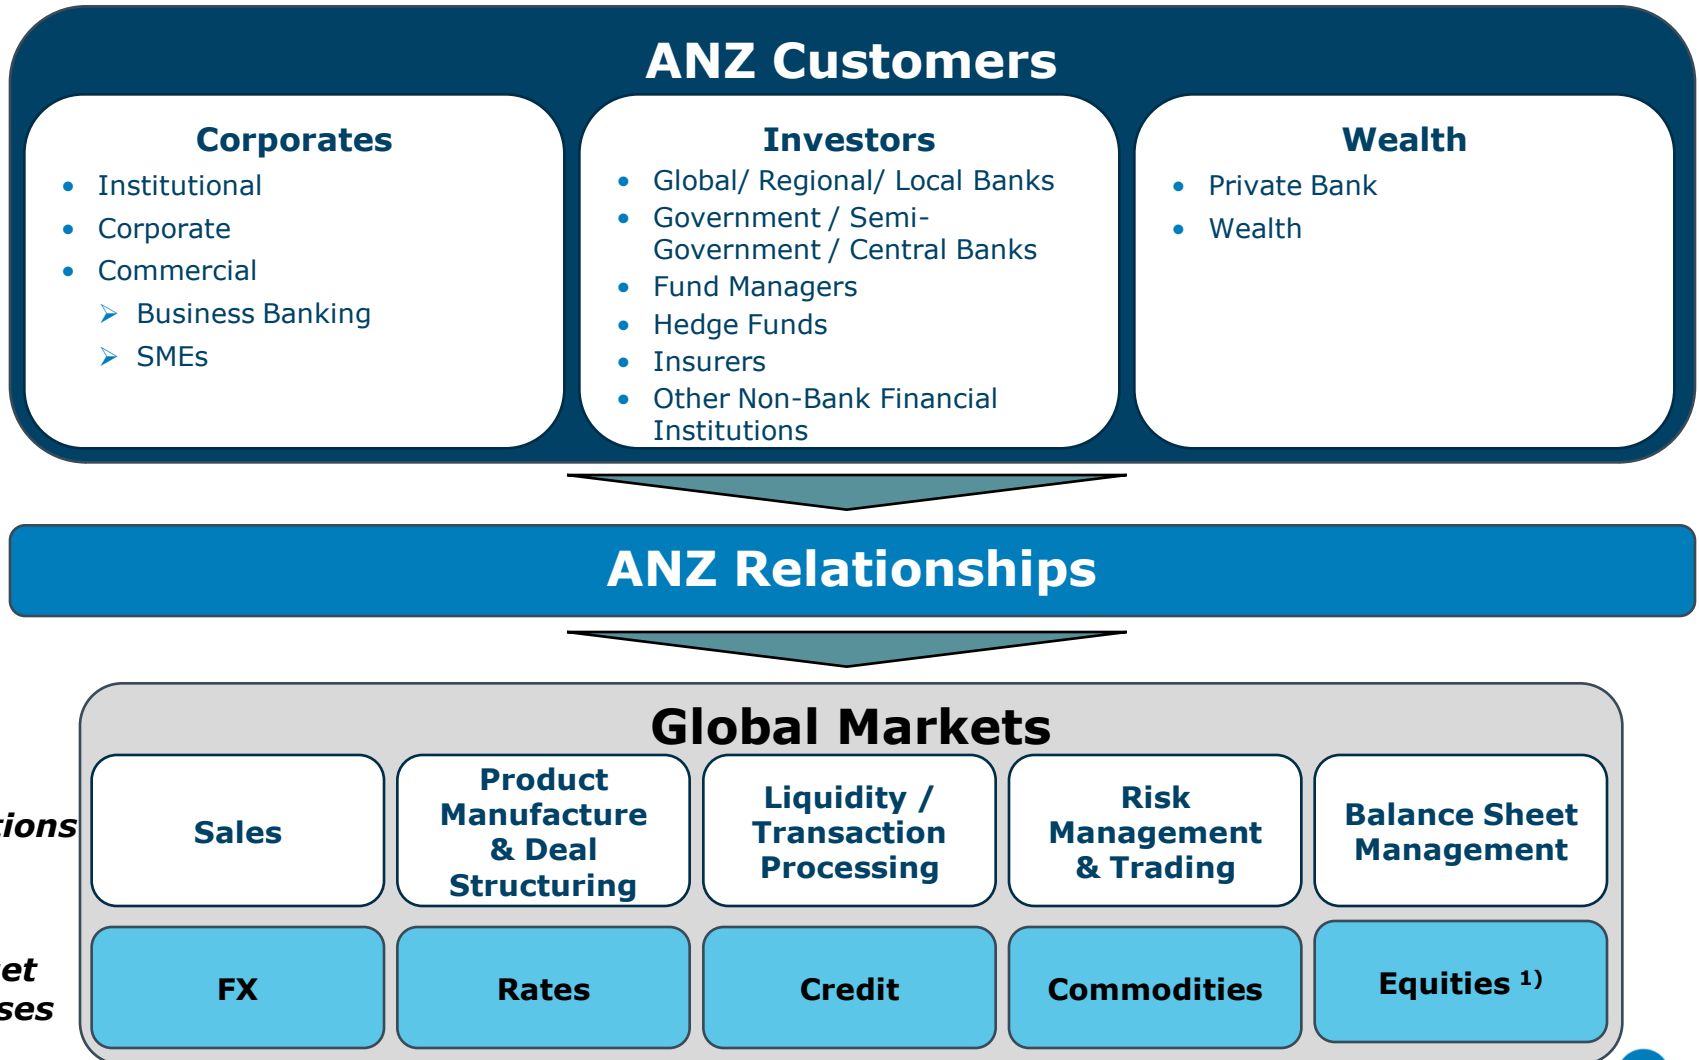 ANZ Customers
Corporates
• Institutional
• Corporate
• Commercial
➢ Business Banking
➢ SMEs
Investors
• Global/ Regional/ Local Banks
• Government / Semi-
Government / Central Banks
• Fund Managers
• Hedge Funds
• Insurers
• Other Non-Bank Financial
Institutions
Wealth
• Private Bank
• Wealth
ANZ Relationships
Global Markets
tions
Sales
Product
Manufacture
& Deal
Structuring
Liquidity /
Transaction
Processing
Risk
Management
& Trading
Balance Sheet
Management
et
ses
FX
Rates
Credit
Commodities
Equities 1)